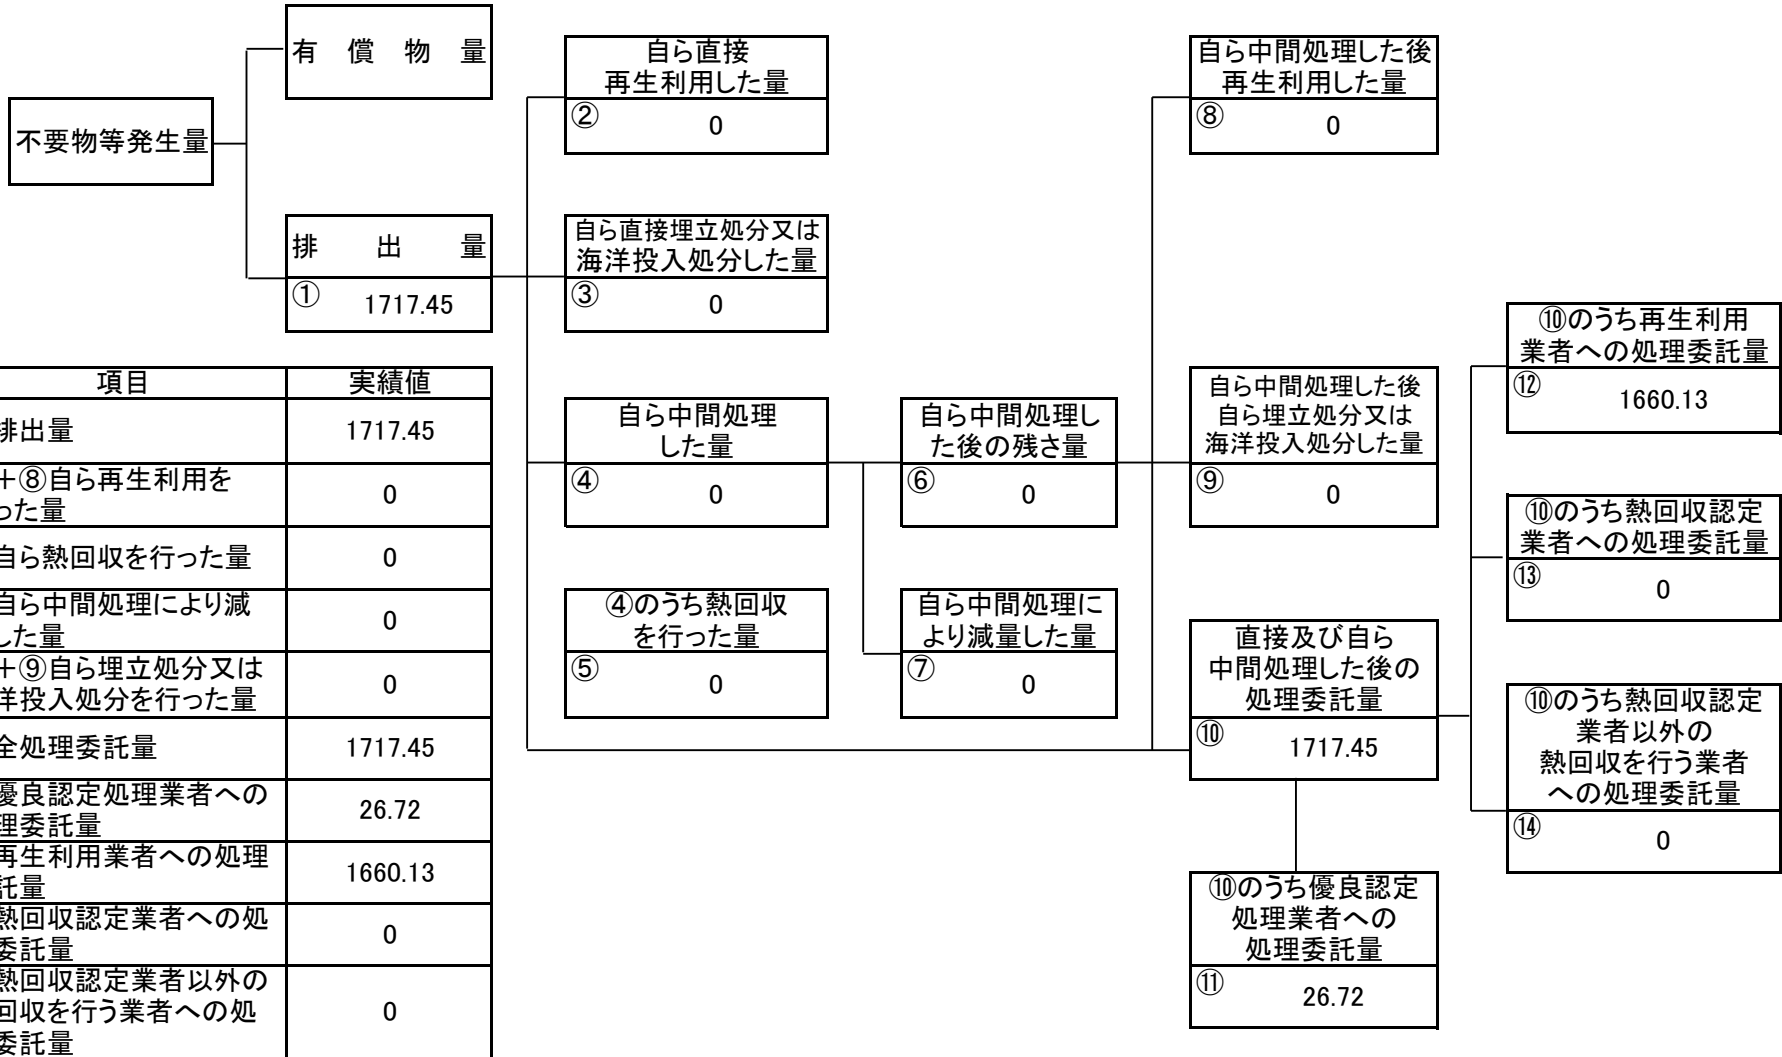 有償物量
不要物等発生量
排出量
① 1717.45
自ら直接
再生利用した量
② 0
自ら直接埋立処分又は
海洋投入処分した量
③ 0
自ら中間処理
した量
④ 0
④のうち熱回収
を行った量
⑤ 0
自ら中間処理し
た後の残さ量
⑥ 0
自ら中間処理に
より減量した量
⑦ 0
自ら中間処理した後
再生利用した量
⑧ 0
自ら中間処理した後
自ら埋立処分又は
海洋投入処分した量
⑨ 0
直接及び自ら
中間処理した後の
処理委託量
⑩ 1717.45
⑩のうち優良認定
処理業者への
処理委託量
⑪ 26.72
⑩のうち再生利用
業者への処理委託量
⑫ 1660.13
⑩のうち熱回収認定
業者への処理委託量
⑬ 0
⑩のうち熱回収認定
業者以外の
熱回収を行う業者
への処理委託量
⑭ 0
項目 実績値
排出量 1717.45
+⑧自ら再生利用を
った量 0
自ら熱回収を行った量 0
自ら中間処理により減
した量 0
+⑨自ら埋立処分又は
洋投入処分を行った量 0
全処理委託量 1717.45
優良認定処理業者への
理委託量 26.72
再生利用業者への処理
託量 1660.13
熱回収認定業者への処
委託量 0
熱回収認定業者以外の
回収を行う業者への処
委託量 0